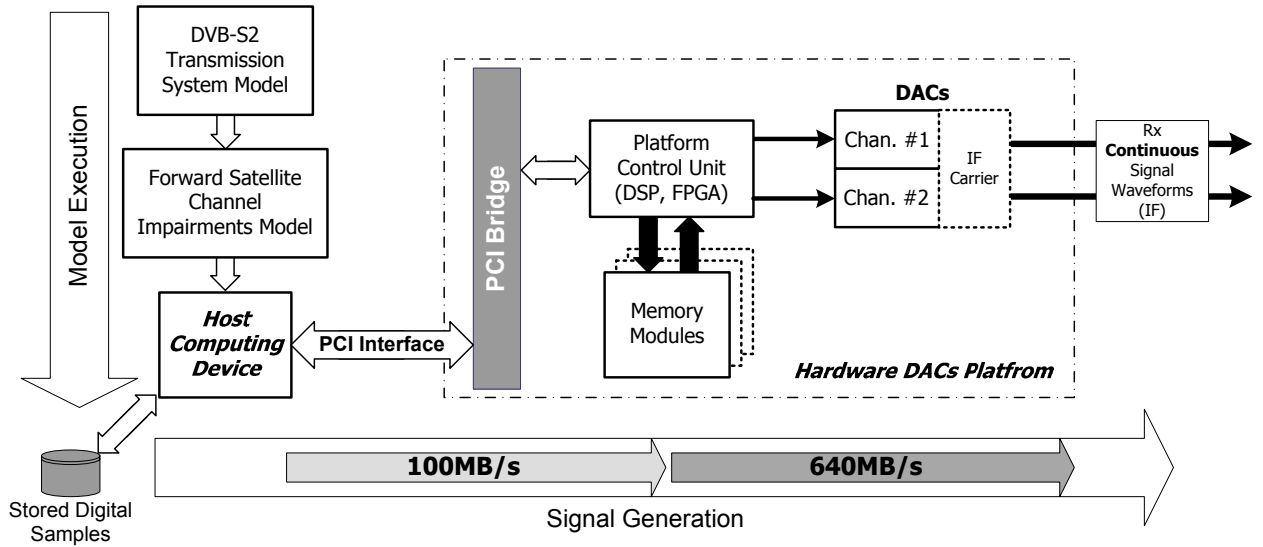 Model Execution
DVB-S2
Transmission
System Model
Forward Satellite
Channel
Impairments Model
Host
Computing
Device
Stored Digital
Samples
PCI Interface
PCI Bridge
Platform
Control Unit
(DSP, FPGA)
Memory
Modules
DACs
Chan. #1
Chan. #2
IF
Carrier
Hardware DACs Platfrom
Rx
Continuous
Signal
Waveforms
(IF)
100MB/s
640MB/s
Signal Generation